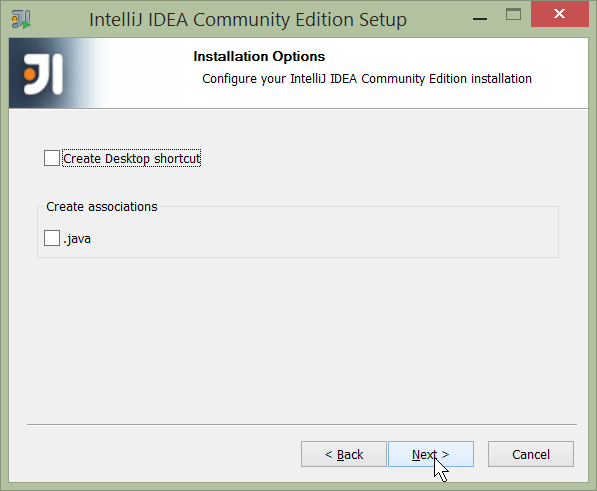 IntelliJ IDEA Community Edition Setup
Installation Options
Configure your IntelliJ IDEA Community Edition installation
Create Desktop shortcut
Create associations
.java
< Back
Next >
Cancel